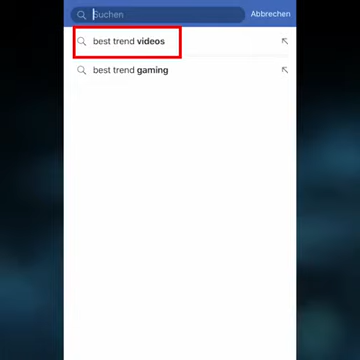 Suchen
Abbrechen
best trend videos
best trend gaming